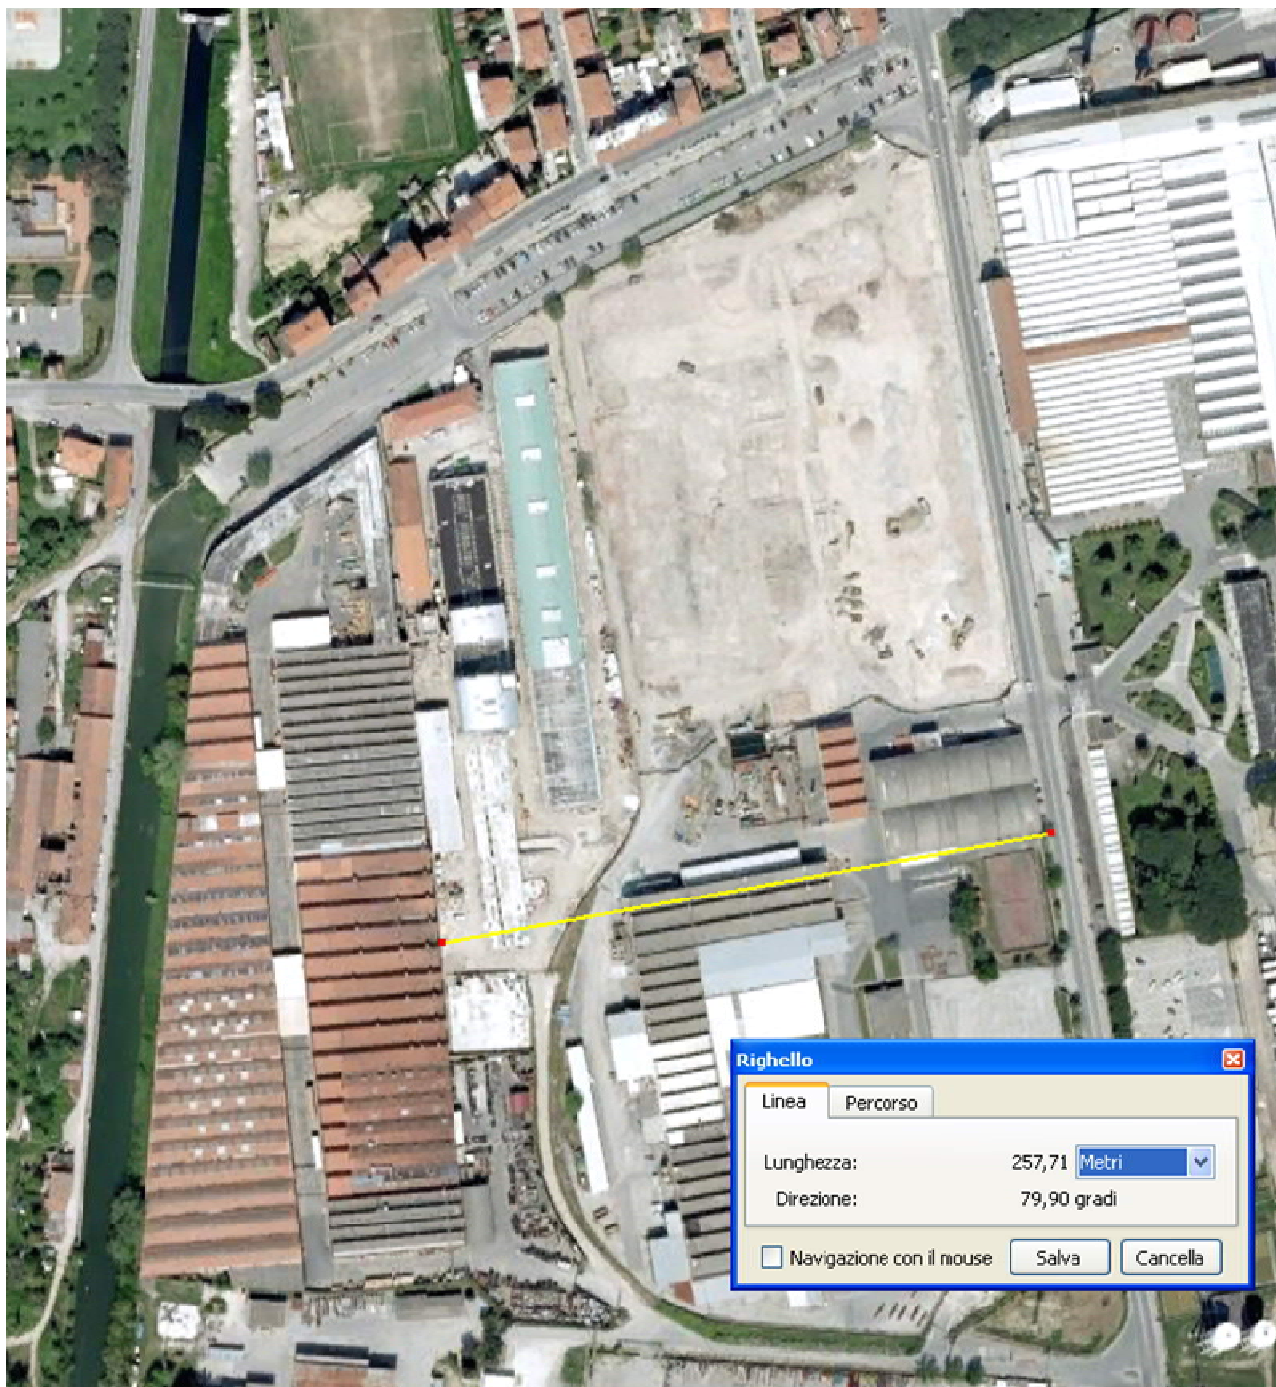 Righello
Linea Percorso
Lunghezza: 257,71 Metri
Direzione: 79,90 gradi
Navigazione con il mouse Salva Cancella